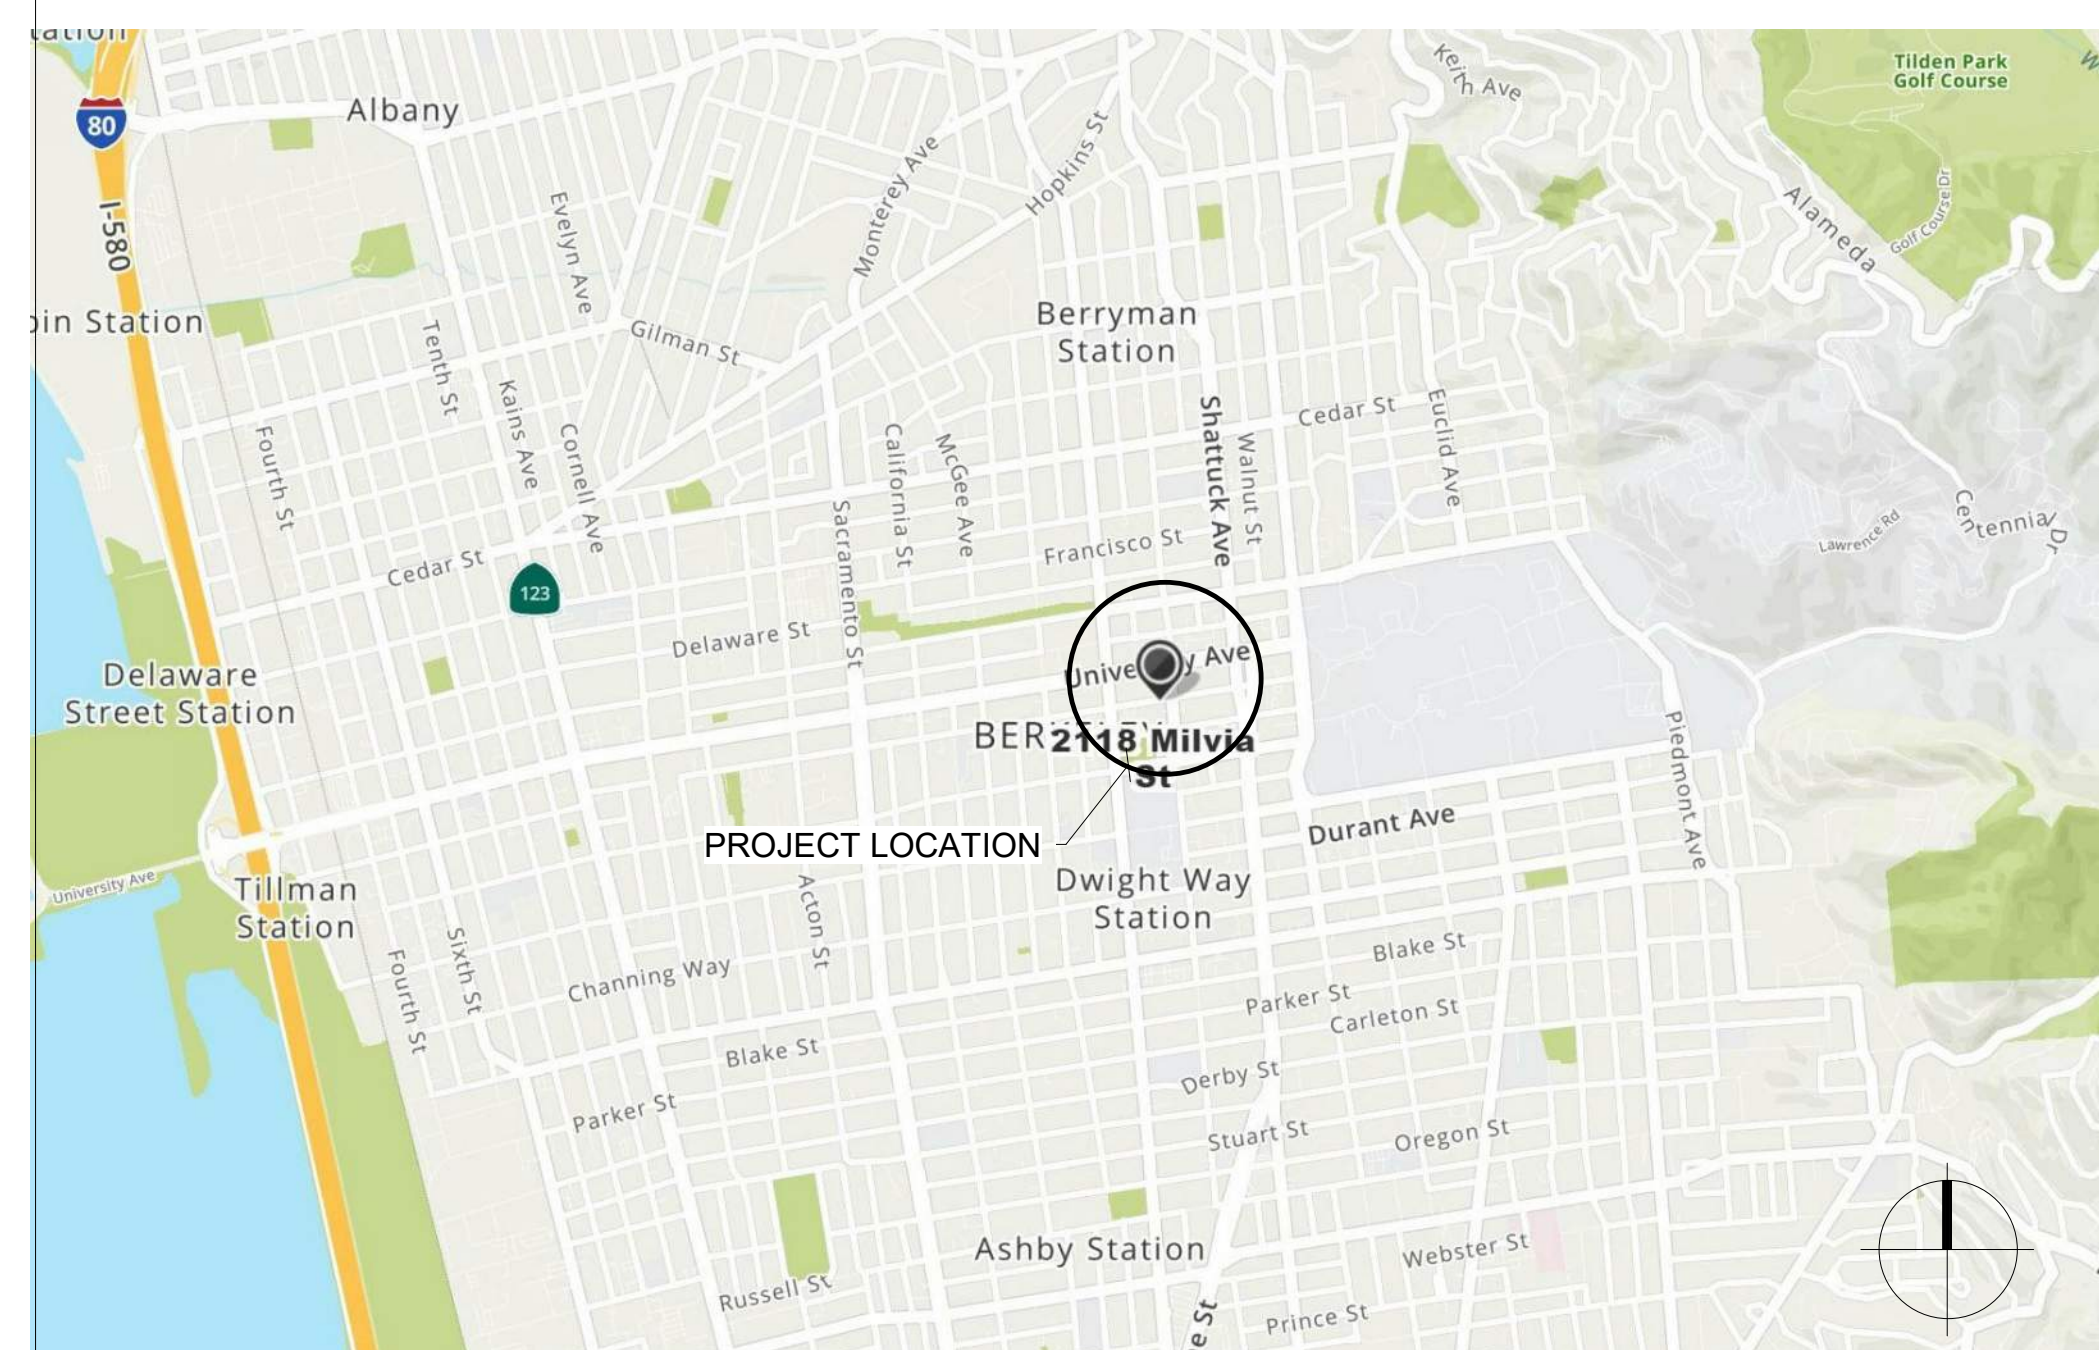 tation
Albany
80
I-580
Keith Ave
Tilden Park
Golf Course
Monterey Ave
Hopkins St
Evelyn Ave
Alameda
Golf Course Dr
in Station
Berryman
Station
Tenth St
Gilman St
Kains Ave
Cornell Ave
Fourth St
California St
McGee Ave
Shattuck Ave
Walnut St
Cedar St
Euclid Ave
Centennial Dr
Lawrence Rd
Sacramento St
Francisco St
Cedar St
123
Delaware St
Delaware
Street Station
Ave
2118 Milvia
St
Piedmont Ave
PROJECT LOCATION
Durant Ave
University Ave
Tillman
Station
Dwight Way
Station
Acton St
Sixth St
Fourth St
Channing Way
Blake St
Parker St
Carleton St
Blake St
Derby St
Parker St
Stuart St
Oregon St
Ashby Station
Webster St
Russell St
Prince St
e St